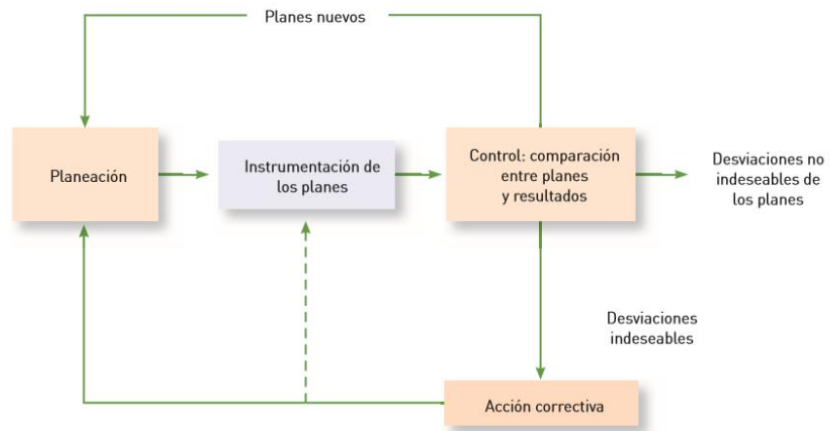 Planes nuevos
Planeación
Instrumentación de
los planes
Control: comparación
entre planes
y resultados
Desviaciones no
indeseables de
los planes
Desviaciones
indeseables
Acción correctiva